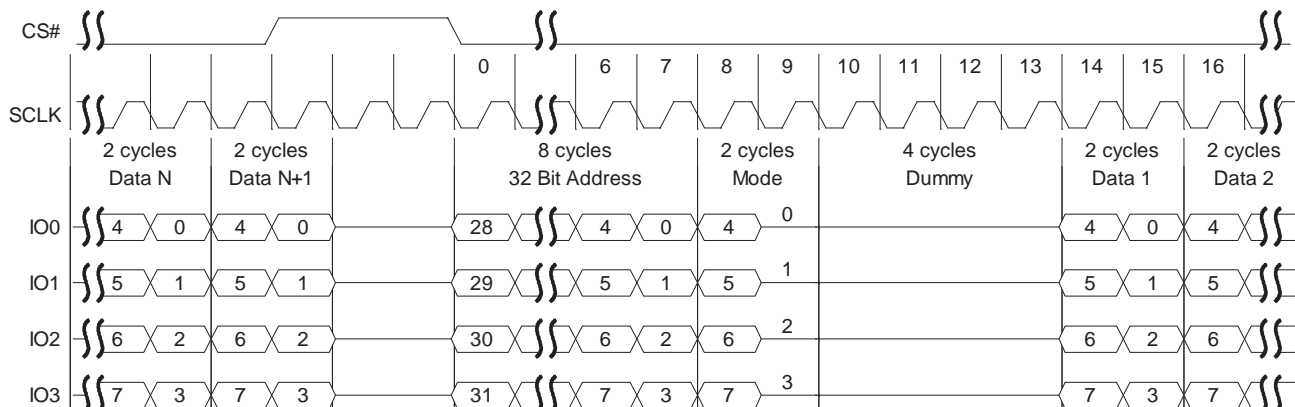 CS#
0 6 7 8 9 10 11 12 13 14 15 16
SCLK
2 cycles 2 cycles 8 cycles 2 cycles 4 cycles 2 cycles 2 cycles
Data N Data N+1 32 Bit Address Mode Dummy Data 1 Data 2
IO0 4 0 4 0 28 4 0 4 0 4 0 4
IO1 5 1 5 1 29 5 1 5 1 5 1 5
IO2 6 2 6 2 30 6 2 6 2 6 2 6
IO3 7 3 7 3 31 7 3 7 3 7 3 7